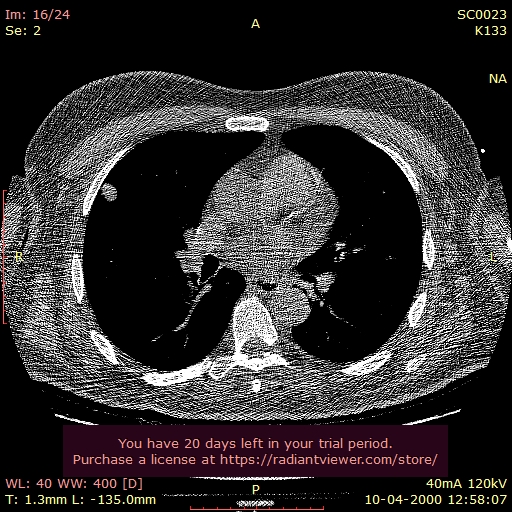 Im: 16/24
Se: 2
A
SC0023
K133
NA
R
L
You have 20 days left in your trial period.
Purchase a license at https://radiantviewer.com/store/
WL: 40 WW: 400 [D]
T: 1.3mm L: -135.0mm
P
40mA 120kV
10-04-2000 12:58:07